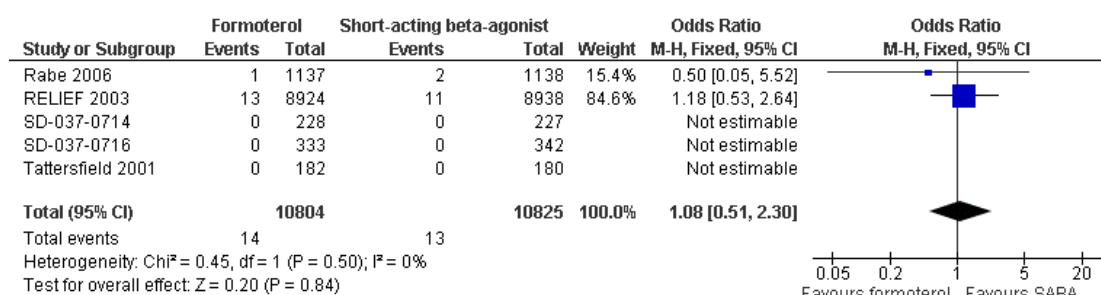 Formoterol Short-acting beta-agonist Odds Ratio Odds Ratio
Study or Subgroup Events Total Events Total Weight M-H, Fixed, 95% CI M-H, Fixed, 95% CI
Rabe 2006 1 1137 2 1138 15.4% 0.50 [0.05, 5.52]
RELIEF 2003 13 8924 11 8938 84.6% 1.18 [0.53, 2.64]
SD-037-0714 0 228 0 227 Not estimable
SD-037-0716 0 333 0 342 Not estimable
Tattersfield 2001 0 182 0 180 Not estimable
Total (95% CI) 10804 10825 100.0% 1.08 [0.51, 2.30]
Total events 14 13
Heterogeneity: Chi² = 0.45, df = 1 (P = 0.50); I² = 0%
Test for overall effect: Z = 0.20 (P = 0.84)
0.05 0.2 1 5 20
Favours formoterol Favours SABA